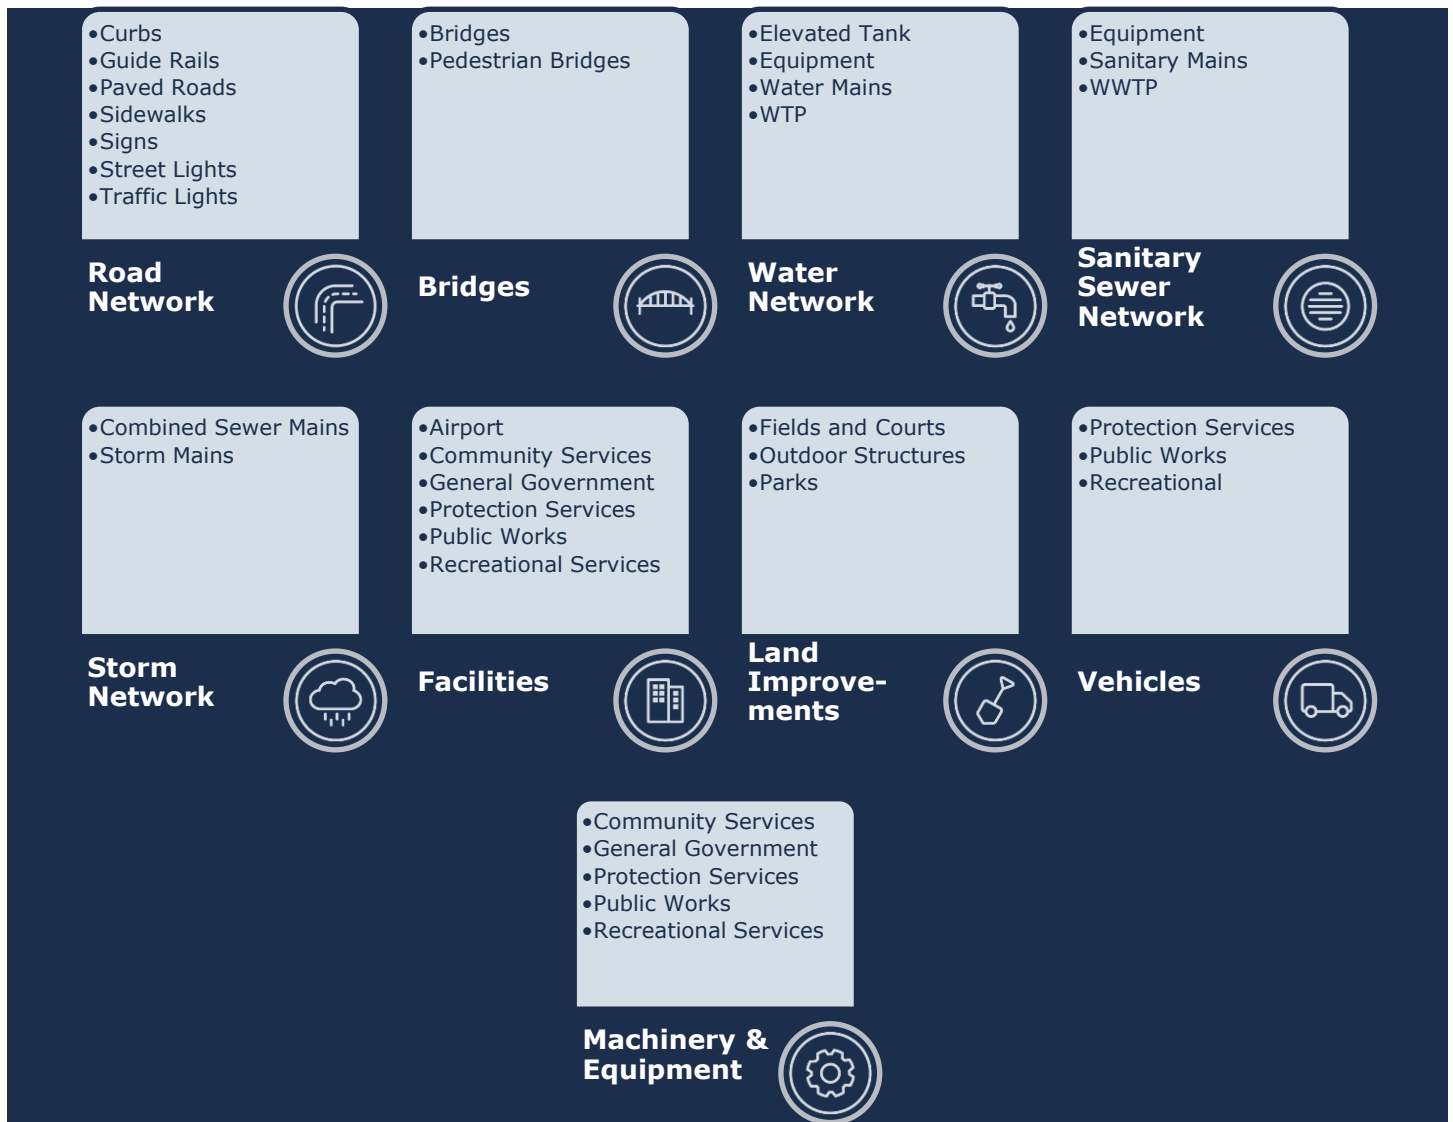 •Curbs
•Guide Rails
•Paved Roads
•Sidewalks
•Signs
•Street Lights
•Traffic Lights
Road
Network
•Bridges
•Pedestrian Bridges
Bridges
•Elevated Tank
•Equipment
•Water Mains
•WTP
Water
Network
•Equipment
•Sanitary Mains
•WWTP
Sanitary
Sewer
Network
•Combined Sewer Mains
•Storm Mains
Storm
Network
•Airport
•Community Services
•General Government
•Protection Services
•Public Works
•Recreational Services
Facilities
•Fields and Courts
•Outdoor Structures
•Parks
Land
Improve-
ments
•Protection Services
•Public Works
•Recreational
Vehicles
•Community Services
•General Government
•Protection Services
•Public Works
•Recreational Services
Machinery &
Equipment